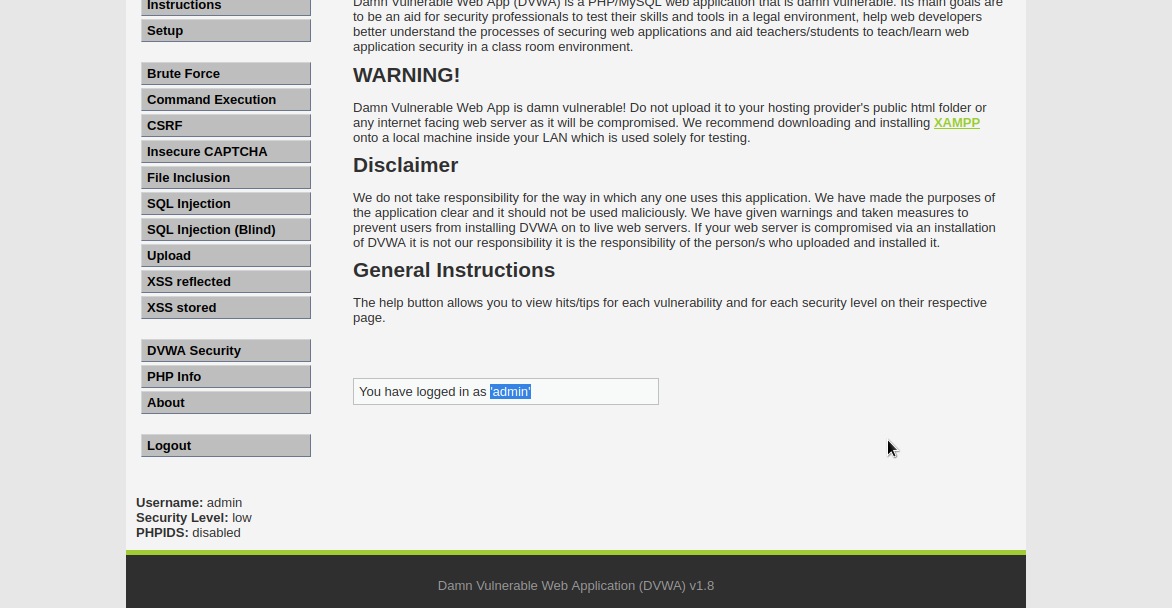 Instructions
Setup
Brute Force
Command Execution
CSRF
Insecure CAPTCHA
File Inclusion
SQL Injection
SQL Injection (Blind)
Upload
XSS reflected
XSS stored
DVWA Security
PHP Info
About
Logout
Username: admin
Security Level: low
PHPIDS: disabled
Damn Vulnerable Web App (DVWA) is a PHP/MySQL web application that is damn vulnerable. Its main goals are
to be an aid for security professionals to test their skills and tools in a legal environment, help web developers
better understand the processes of securing web applications and aid teachers/students to teach/learn web
application security in a class room environment.
WARNING!
Damn Vulnerable Web App is damn vulnerable! Do not upload it to your hosting provider's public html folder or
any internet facing web server as it will be compromised. We recommend downloading and installing XAMPP
onto a local machine inside your LAN which is used solely for testing.
Disclaimer
We do not take responsibility for the way in which any one uses this application. We have made the purposes of
the application clear and it should not be used maliciously. We have given warnings and taken measures to
prevent users from installing DVWA on to live web servers. If your web server is compromised via an installation
of DVWA it is not our responsibility it is the responsibility of the person/s who uploaded and installed it.
General Instructions
The help button allows you to view hits/tips for each vulnerability and for each security level on their respective
page.
You have logged in as 'admin'
Damn Vulnerable Web Application (DVWA) v1.8